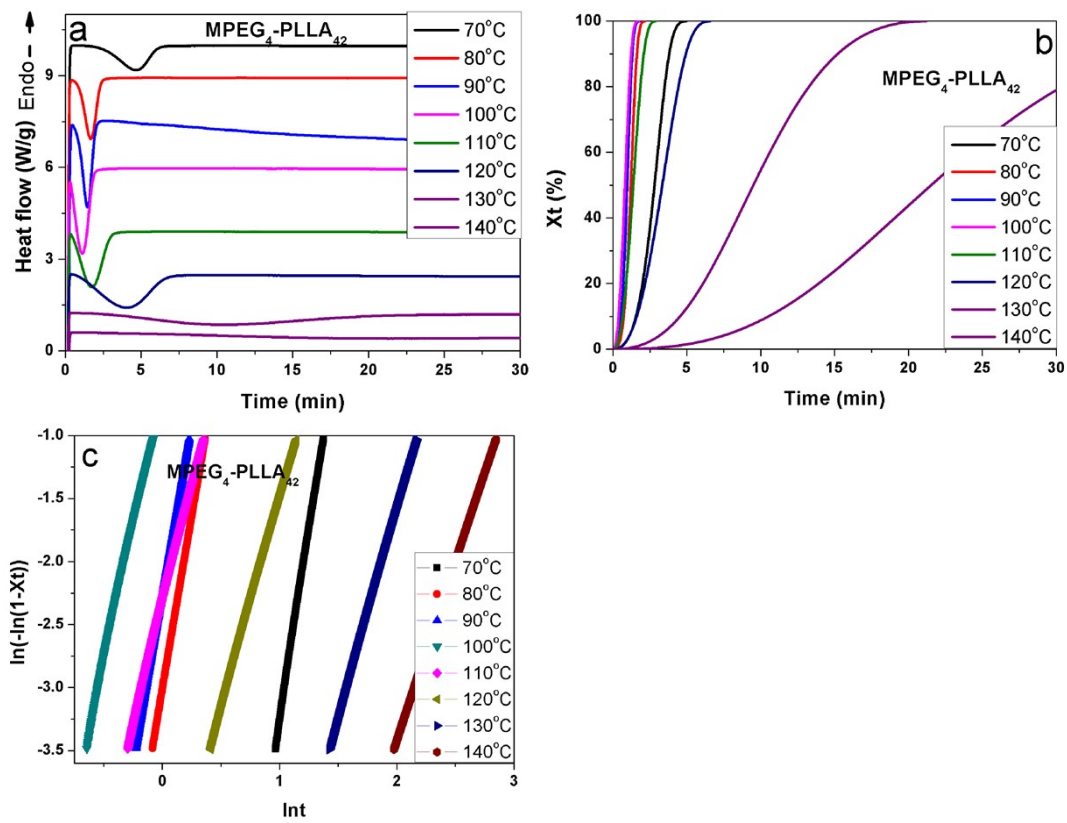 a
MPEG4-PLLA42
70°C
80°C
90°C
100°C
110°C
120°C
130°C
140°C
Heat flow (W/g) Endo
9
6
3
0
0 5 10 15 20 25 30
Time (min)
b
MPEG4-PLLA42
70°C
80°C
90°C
100°C
110°C
120°C
130°C
140°C
Xt (%)
100
80
60
40
20
0
0 5 10 15 20 25 30
Time (min)
c
MPEG4-PLLA42
70°C
80°C
90°C
100°C
110°C
120°C
130°C
140°C
ln(-ln(1-Xt))
-1.0
-1.5
-2.0
-2.5
-3.0
-3.5
0 1 2 3
lnt